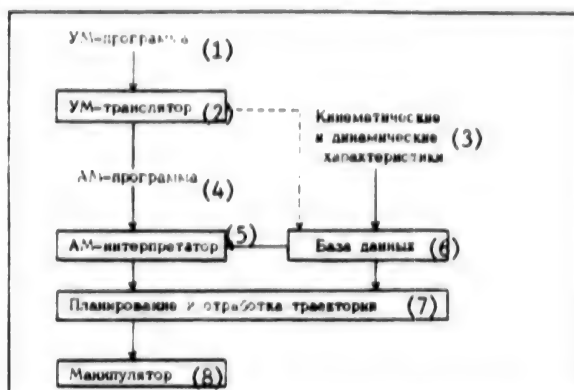 УМ-программа (1)
УМ-транслятор (2)
Кинематические
и динамические (3)
характеристики
АМ-программа (4)
АМ-интерпретатор (5)
База данных (6)
Планирование и отработка траектории (7)
Манипулятор (8)